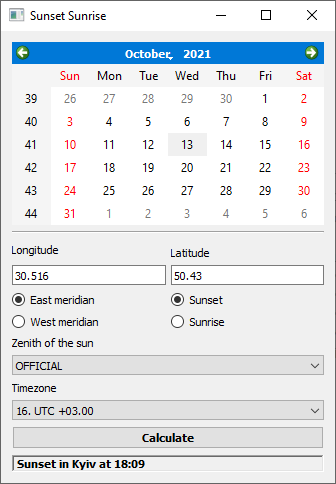 Sunset Sunrise
October, 2021
Sun Mon Tue Wed Thu Fri Sat
39 26 27 28 29 30 1 2
40 3 4 5 6 7 8 9
41 10 11 12 13 14 15 16
42 17 18 19 20 21 22 23
43 24 25 26 27 28 29 30
44 31 1 2 3 4 5 6
Longitude Latitude
30.516 50.43
East meridian Sunset
West meridian Sunrise
Zenith of the sun
OFFICIAL
Timezone
16. UTC +03.00
Calculate
Sunset in Kyiv at 18:09